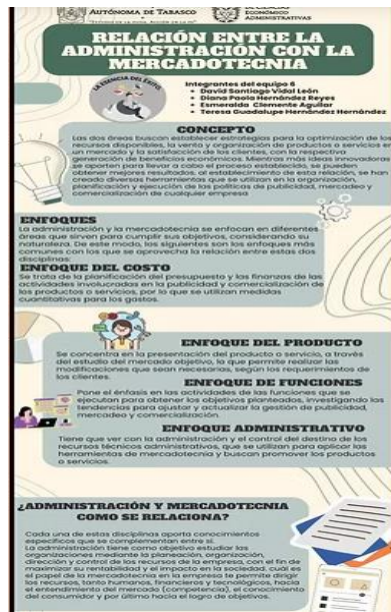 AUTÓNOMA DE TABASCO
ECONÓMICO
ADMINISTRATIVAS
RELACIÓN ENTRE LA
ADMINISTRACIÓN CON LA
MERCADOTECNIA
LA ESENCIA DEL ÉXITO
Integrantes del equipo 6
• David Santiago Vidal León
• Diana Paola Hernández Reyes
• Esmeralda Clemente Aguilar
• Teresa Guadalupe Hernández Hernández
CONCEPTO
Las dos áreas buscan establecer estrategias para la optimización de los
recursos disponibles, la venta y organización de productos o servicios en
un mercado y la satisfacción de los clientes, con la respectiva
generación de beneficios económicos. Mientras más ideas innovadoras
se aporten para llevar a cabo el proceso establecido, se pueden
obtener mejores resultados. el establecimiento de esta relación, se han
creado diversas herramientas que se utilizan en la organización,
planificación y ejecución de las políticas de publicidad, mercadeo y
comercialización de cualquier empresa
ENFOQUES
La administración y la mercadotecnia se enfocan en diferentes
áreas que sirven para cumplir sus objetivos, considerando su
naturaleza. De este modo, los siguientes son los enfoques más
comunes con los que se aprovecha la relación entre estas dos
disciplinas:
ENFOQUE DEL COSTO
Se trata de la planificación del presupuesto y las finanzas de las
actividades involucradas en la publicidad y comercialización de
los productos o servicios, por lo que se utilizan medidas
cuantitativas para los gastos.
ENFOQUE DEL PRODUCTO
Se concentra en la presentación del producto o servicio, a través
del estudio del mercado objetivo, lo que permite realizar las
modificaciones que sean necesarias, según los requerimientos de
los clientes.
ENFOQUE DE FUNCIONES
Pone el énfasis en las actividades de las funciones que se
ejecutan para obtener los objetivos planteados, investigando las
tendencias para ajustar y actualizar la gestión de publicidad,
mercadeo y comercialización.
ENFOQUE ADMINISTRATIVO
Tiene que ver con la administración y el control del destino de los
recursos técnicos administrativos, que se utilizan para aplicar las
herramientas de mercadotecnia y buscan promover los productos
o servicios.
¿ADMINISTRACIÓN Y MERCADOTECNIA
COMO SE RELACIONA?
Cada una de estas disciplinas aporta conocimientos
específicos que se complementan entre sí.
La administración tiene como objetivo estudiar las
organizaciones mediante la planeación, organización,
dirección y control de los recursos de la empresa, con el fin de
maximizar su rentabilidad y el impacto en la sociedad, cuál es
el papel de la mercadotecnia en la empresa te permite dirigir
los recursos, tanto humanos, financieros y tecnológicos, hacia
el entendimiento del mercado (competencia), el conocimiento
del consumidor y por último hacia el logro de objetivos.